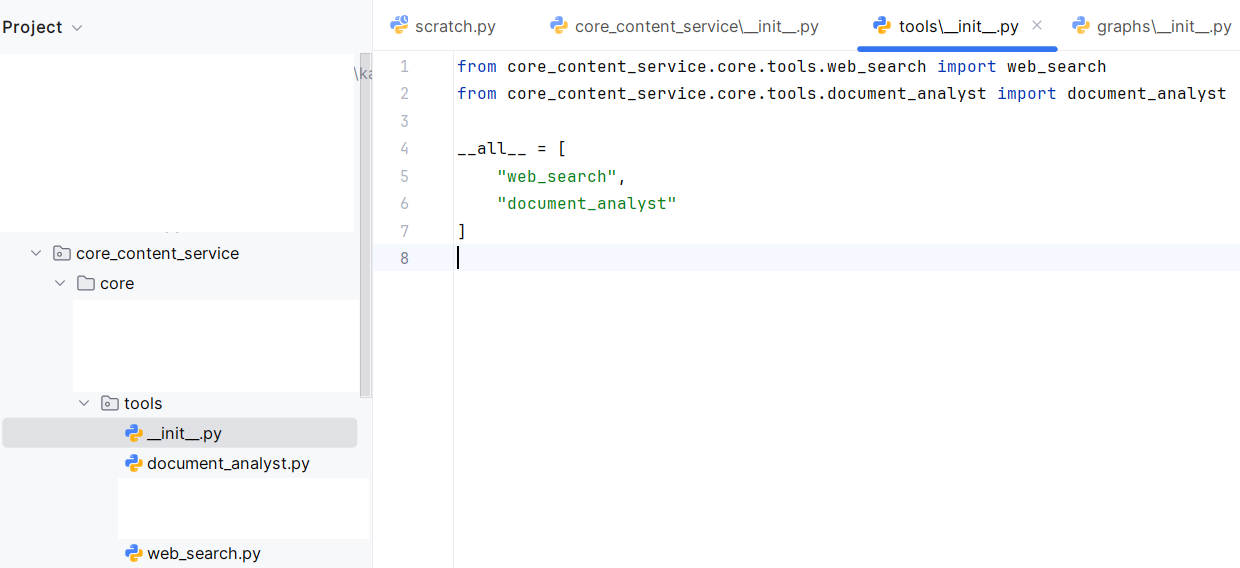 Project
scratch.py
core_content_service\__init__.py
tools\__init__.py
graphs\__init__.py
\ka
core_content_service
core
tools
__init__.py
document_analyst.py
web_search.py
1 from core_content_service.core.tools.web_search import web_search
2 from core_content_service.core.tools.document_analyst import document_analyst
3
4 __all__ = [
5     "web_search",
6     "document_analyst"
7 ]
8